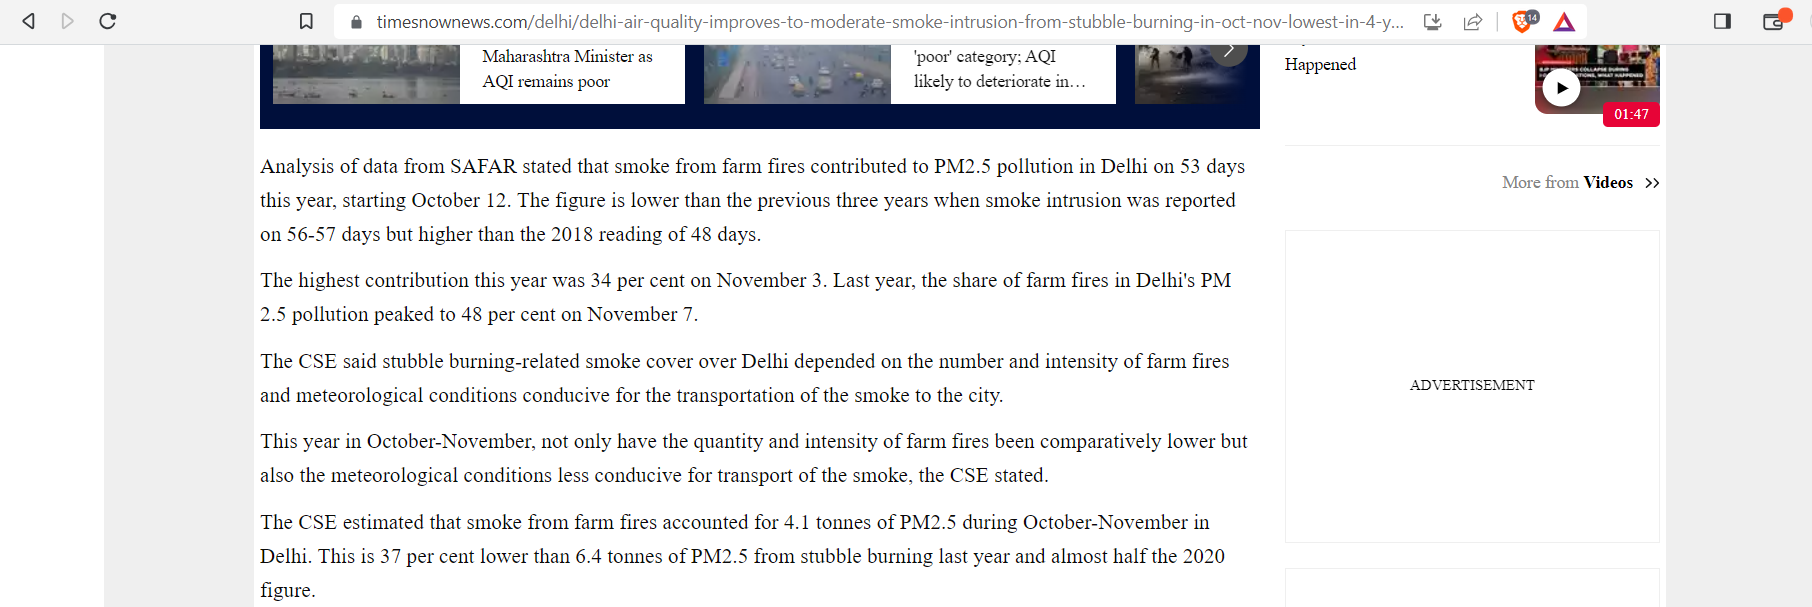 timesnownews.com/delhi/delhi-air-quality-improves-to-moderate-smoke-intrusion-from-stubble-burning-in-oct-nov-lowest-in-4-y...
14
Maharashtra Minister as
AQI remains poor
'poor' category; AQI
likely to deteriorate in...
Happened
01:47
More from Videos >>
Analysis of data from SAFAR stated that smoke from farm fires contributed to PM2.5 pollution in Delhi on 53 days
this year, starting October 12. The figure is lower than the previous three years when smoke intrusion was reported
on 56-57 days but higher than the 2018 reading of 48 days.
The highest contribution this year was 34 per cent on November 3. Last year, the share of farm fires in Delhi's PM
2.5 pollution peaked to 48 per cent on November 7.
The CSE said stubble burning-related smoke cover over Delhi depended on the number and intensity of farm fires
and meteorological conditions conducive for the transportation of the smoke to the city.
This year in October-November, not only have the quantity and intensity of farm fires been comparatively lower but
also the meteorological conditions less conducive for transport of the smoke, the CSE stated.
The CSE estimated that smoke from farm fires accounted for 4.1 tonnes of PM2.5 during October-November in
Delhi. This is 37 per cent lower than 6.4 tonnes of PM2.5 from stubble burning last year and almost half the 2020
figure.
ADVERTISEMENT